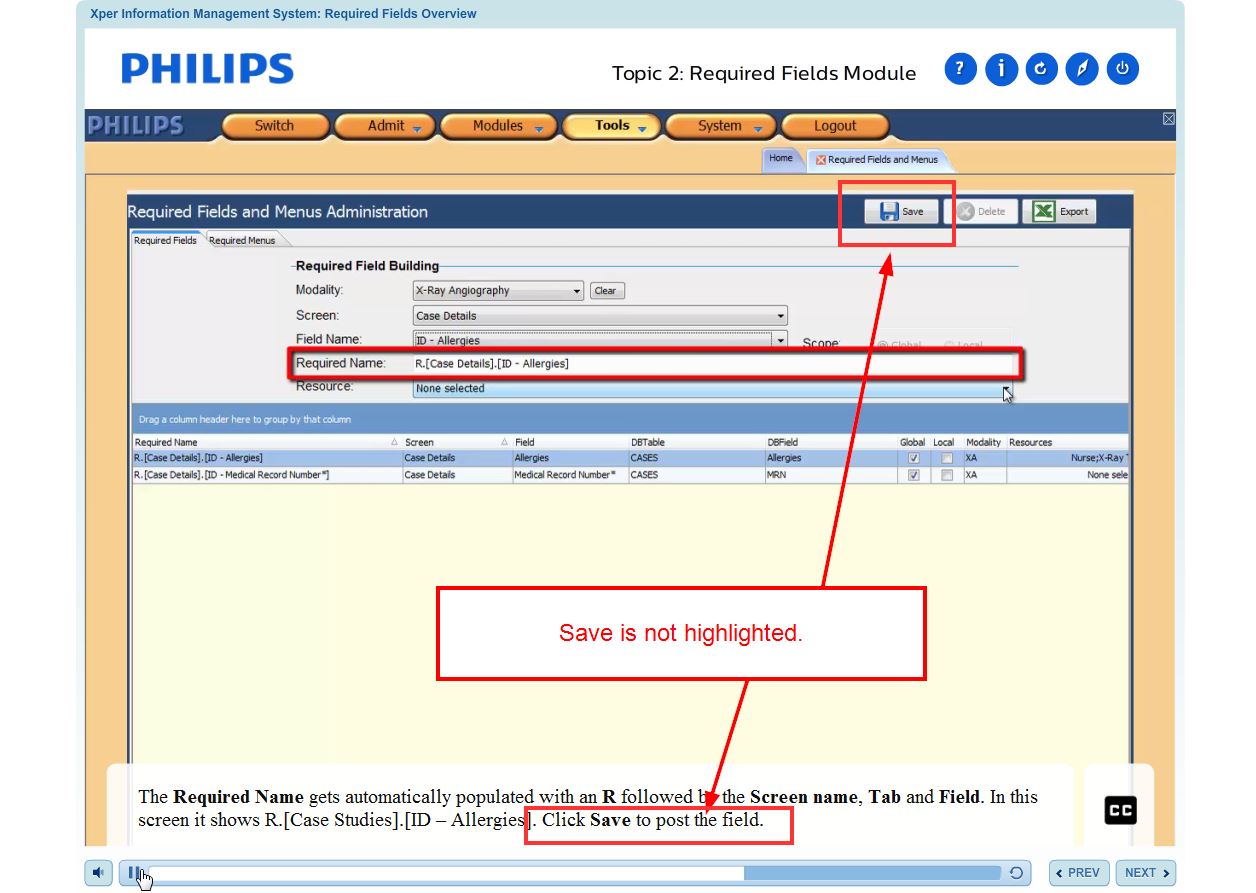 Xper Information Management System: Required Fields Overview
PHILIPS
Topic 2: Required Fields Module
? i
PHILIPS
Switch Admit Modules Tools System Logout
Home Required Fields and Menus
Required Fields and Menus Administration
Save Delete Export
Required Fields Required Menus
Required Field Building
Modality: X-Ray Angiography Clear
Screen: Case Details
Field Name: ID - Allergies Scope: Global Local
Required Name: R.[Case Details].[ID - Allergies]
Resource: None selected
Drag a column header here to group by that column
Required Name Screen Field DBTable DBField Global Local Modality Resources
R.[Case Details].[ID - Allergies] Case Details Allergies CASES Allergies XA Nurse;X-Ray
R.[Case Details].[ID - Medical Record Number*] Case Details Medical Record Number* CASES MRN XA None sele
Save is not highlighted.
The Required Name gets automatically populated with an R followed by the Screen name, Tab and Field. In this
screen it shows R.[Case Studies].[ID – Allergies]. Click Save to post the field.
CC
PREV NEXT